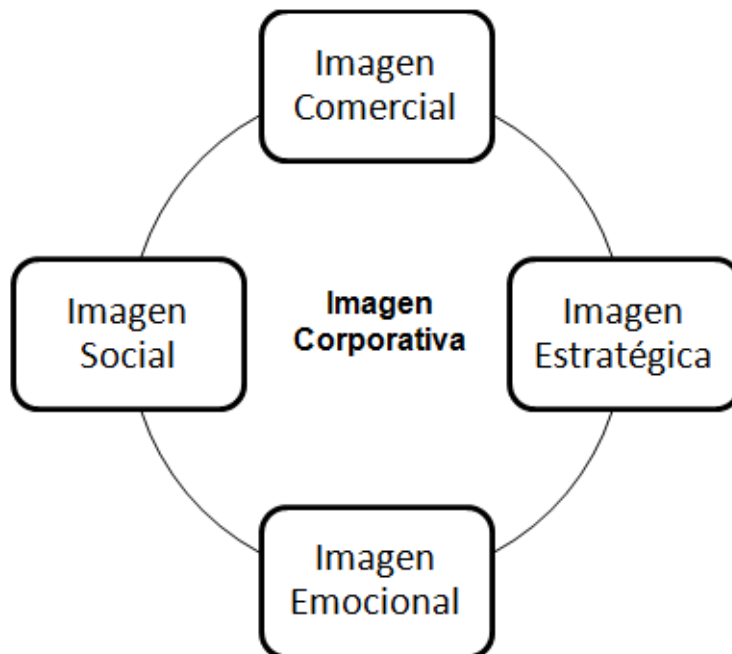 Imagen
Comercial
Imagen
Social
Imagen
Corporativa
Imagen
Estratégica
Imagen
Emocional